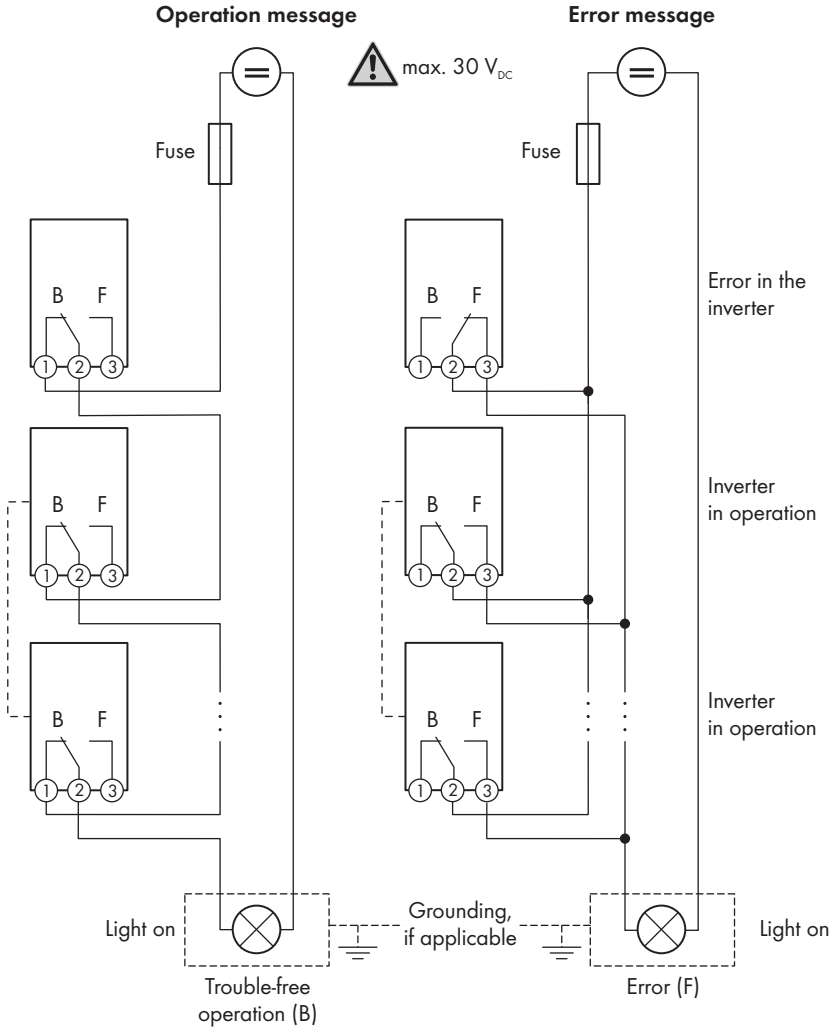 Operation message
Error message
max. 30 V_DC
Fuse
Fuse
B F
1 2 3
B F
1 2 3
Error in the
inverter
B F
1 2 3
B F
1 2 3
Inverter
in operation
B F
1 2 3
B F
1 2 3
Inverter
in operation
Light on
Grounding,
if applicable
Light on
Trouble-free
operation (B)
Error (F)